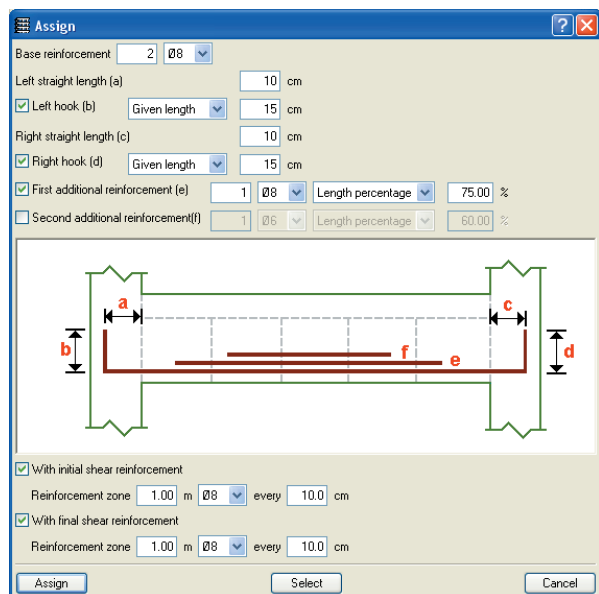 Assign
Base reinforcement 2 Ø8
Left straight length (a) 10 cm
Left hook (b) Given length 15 cm
Right straight length (c) 10 cm
Right hook (d) Given length 15 cm
First additional reinforcement (e) 1 Ø8 Length percentage 75.00 %
Second additional reinforcement(f) 1 Ø6 Length percentage 60.00 %
a c
b f d
e
With initial shear reinforcement
Reinforcement zone 1.00 m Ø8 every 10.0 cm
With final shear reinforcement
Reinforcement zone 1.00 m Ø8 every 10.0 cm
Assign Select Cancel